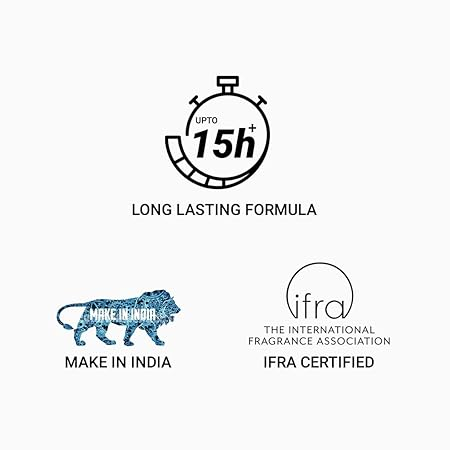 UPTO
15h+
LONG LASTING FORMULA
MAKE IN INDIA
MAKE IN INDIA
ifra
THE INTERNATIONAL
FRAGRANCE ASSOCIATION
IFRA CERTIFIED